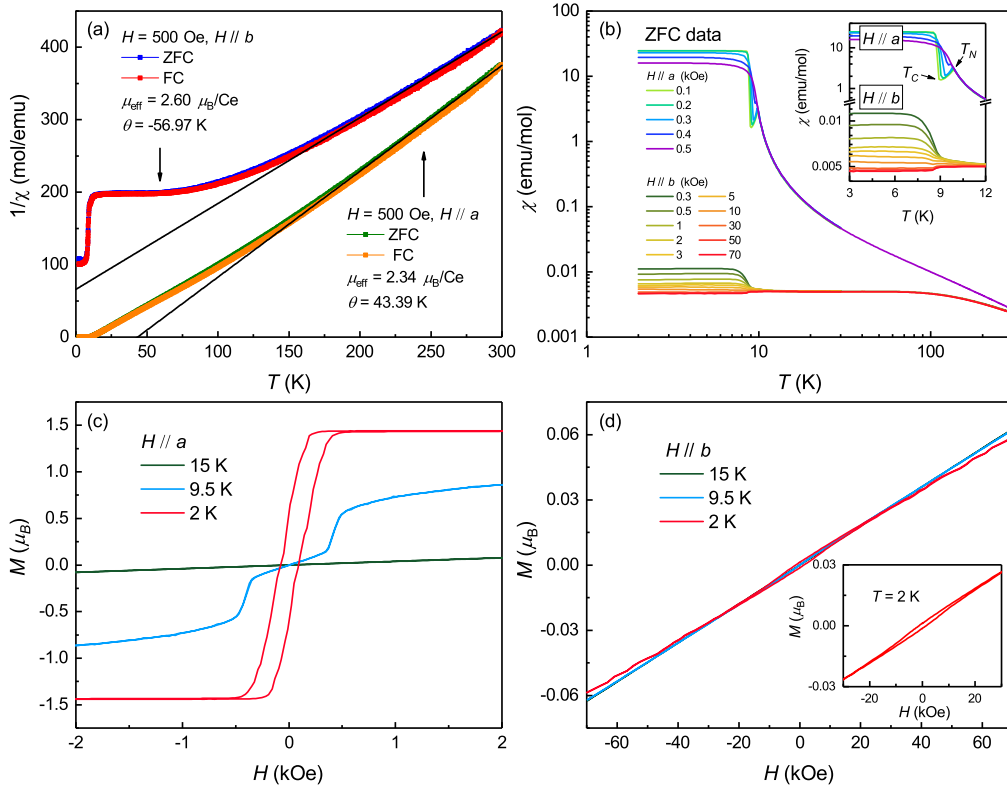 (a)
H = 500 Oe, H // b
ZFC
FC
μeff = 2.60 μB/Ce
θ = -56.97 K
H = 500 Oe, H // a
ZFC
FC
μeff = 2.34 μB/Ce
θ = 43.39 K
400
300
200
100
0
1/χ (mol/emu)
0 50 100 150 200 250 300
T (K)
(b)
ZFC data
H // a (kOe)
0.1
0.2
0.3
0.4
0.5
H // b (kOe)
0.3 5
0.5 10
1 30
2 50
3 70
100
10
1
0.1
0.01
0.001
χ (emu/mol)
1 10 100
T (K)
H // a
TN
TC
H // b
10
1
0.01
0.005
χ (emu/mol)
3 6 9 12
T (K)
(c)
H // a
15 K
9.5 K
2 K
1.5
1.0
0.5
0.0
-0.5
-1.0
-1.5
M (μB)
-2 -1 0 1 2
H (kOe)
(d)
H // b
15 K
9.5 K
2 K
0.06
0.03
0.00
-0.03
-0.06
M (μB)
-60 -40 -20 0 20 40 60
H (kOe)
T = 2 K
0.03
0.00
-0.03
M (μB)
-20 0 20
H (kOe)